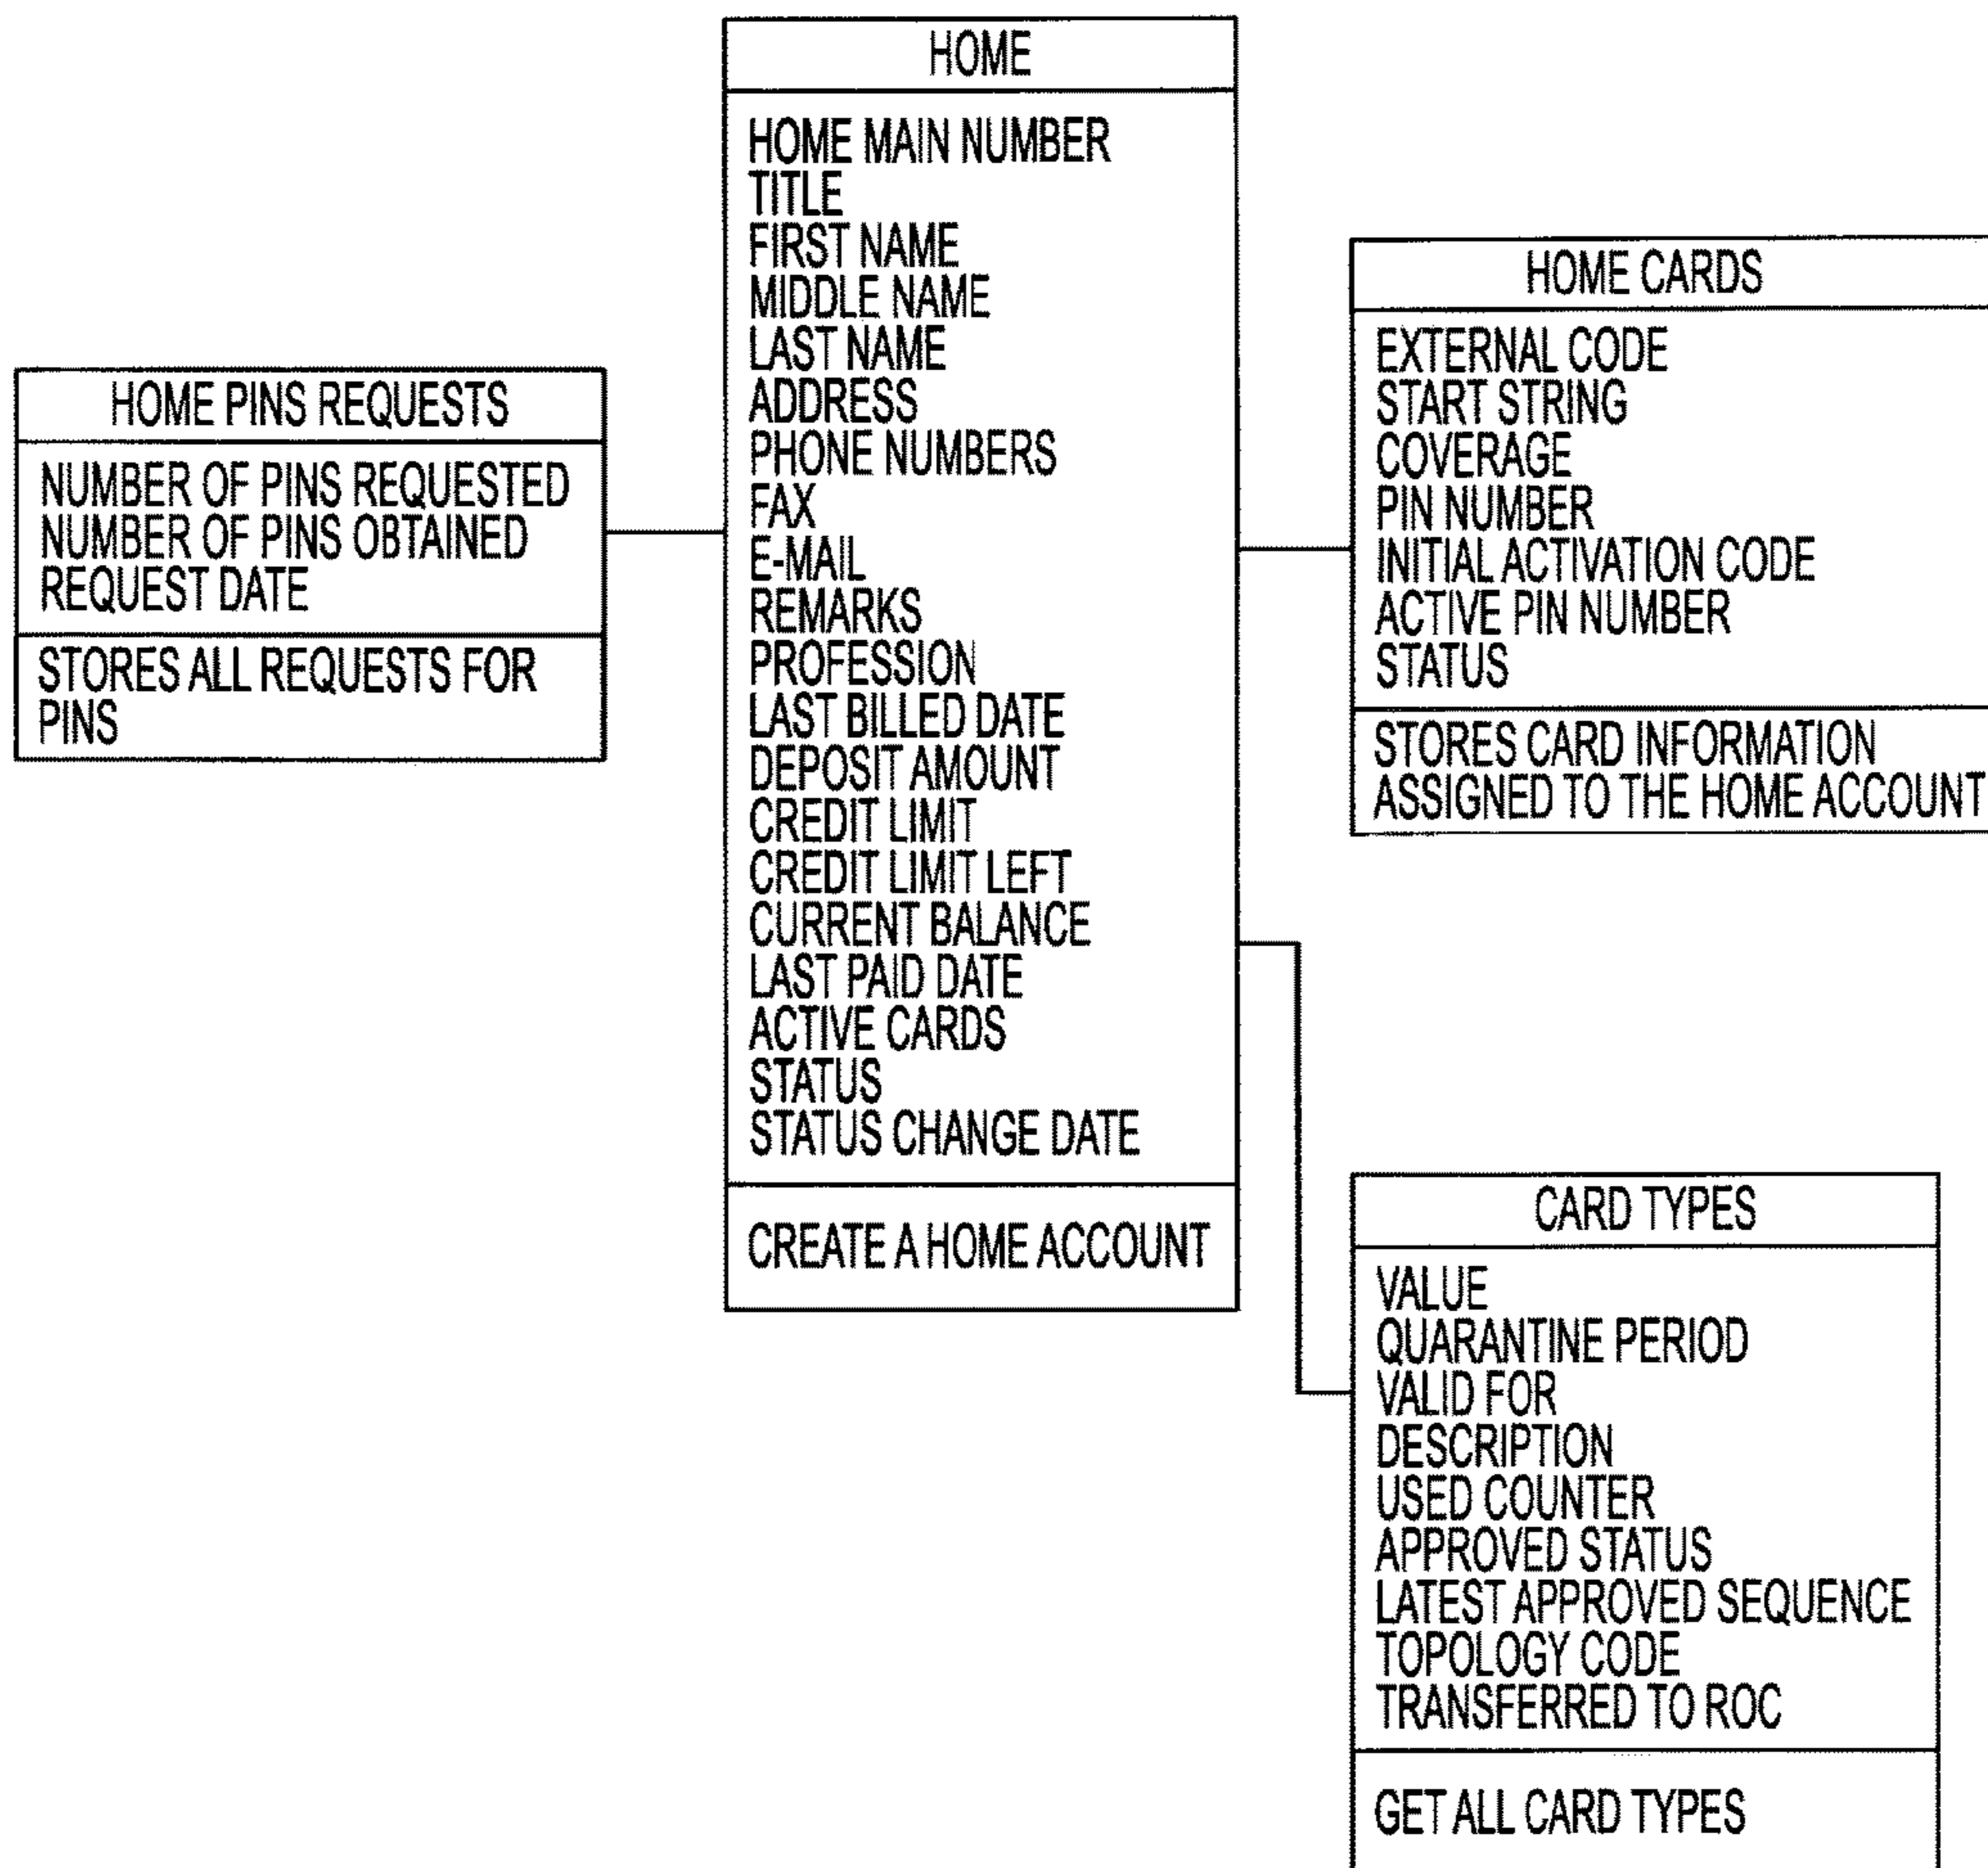 HOME
HOME MAIN NUMBER
TITLE
FIRST NAME
MIDDLE NAME
LAST NAME
ADDRESS
PHONE NUMBERS
FAX
E-MAIL
REMARKS
PROFESSION
LAST BILLED DATE
DEPOSIT AMOUNT
CREDIT LIMIT
CREDIT LIMIT LEFT
CURRENT BALANCE
LAST PAID DATE
ACTIVE CARDS
STATUS
STATUS CHANGE DATE
CREATE A HOME ACCOUNT
HOME PINS REQUESTS
NUMBER OF PINS REQUESTED
NUMBER OF PINS OBTAINED
REQUEST DATE
STORES ALL REQUESTS FOR
PINS
HOME CARDS
EXTERNAL CODE
START STRING
COVERAGE
PIN NUMBER
INITIAL ACTIVATION CODE
ACTIVE PIN NUMBER
STATUS
STORES CARD INFORMATION
ASSIGNED TO THE HOME ACCOUNT
CARD TYPES
VALUE
QUARANTINE PERIOD
VALID FOR
DESCRIPTION
USED COUNTER
APPROVED STATUS
LATEST APPROVED SEQUENCE
TOPOLOGY CODE
TRANSFERRED TO ROC
GET ALL CARD TYPES